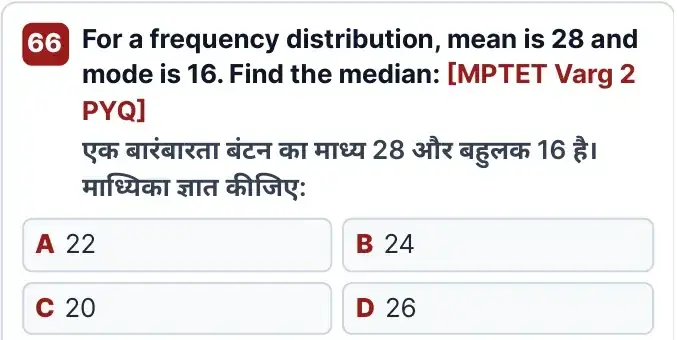 66 For a frequency distribution, mean is 28 and
mode is 16. Find the median: [MPTET Varg 2
PYQ]
एक बारंबारता बंटन का माध्य 28 और बहुलक 16 है।
माध्यिका ज्ञात कीजिए:
A 22
B 24
C 20
D 26